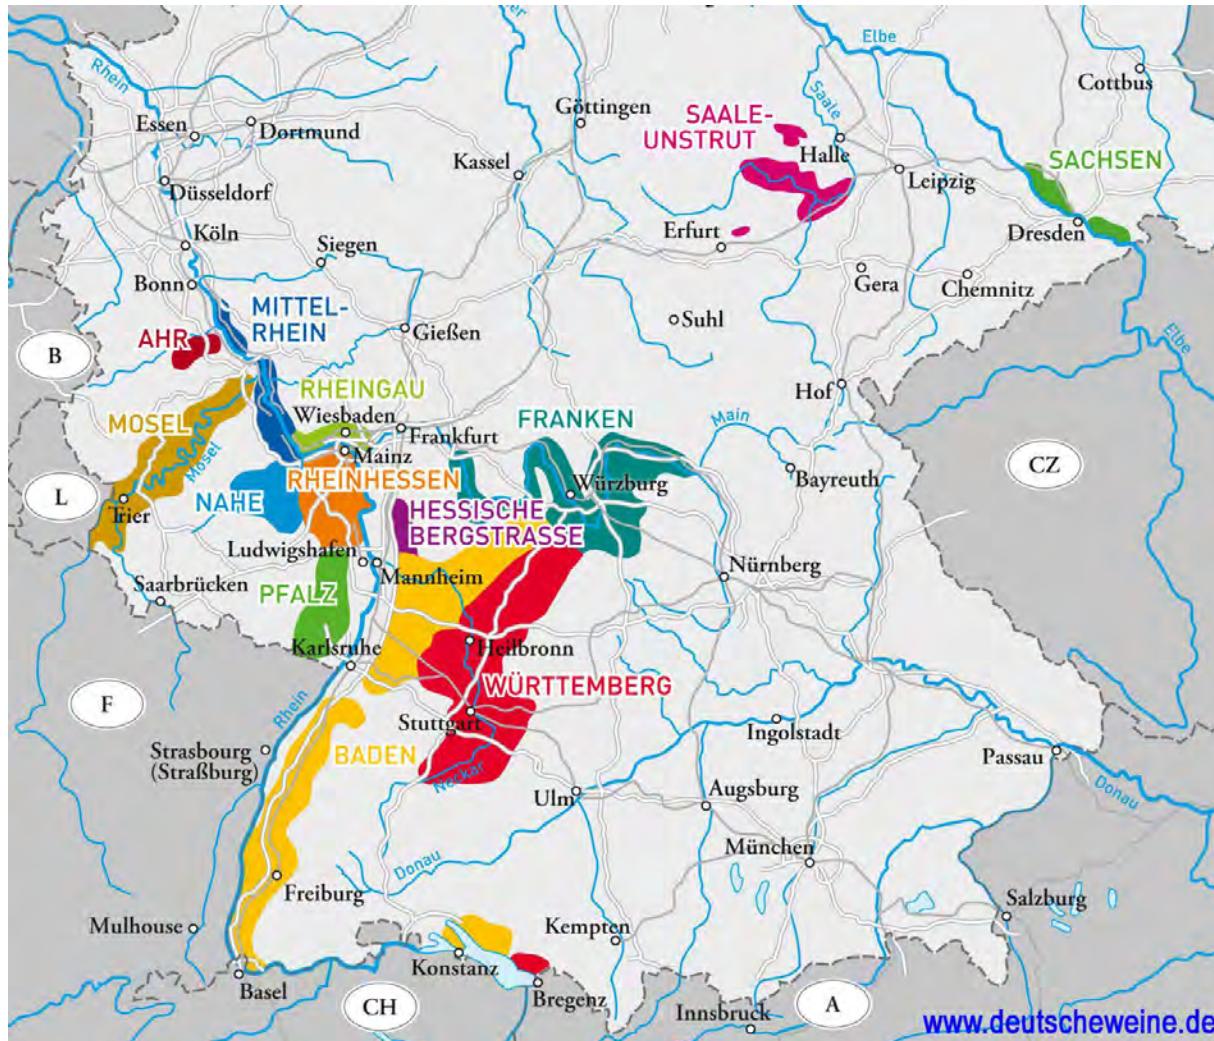 Elbe
Rhein
Cottbus
Göttingen
SAALE-
UNSTRUT
Saale
Essen
Dortmund
Kassel
Halle
SACHSEN
Leipzig
Düsseldorf
Köln
Siegen
Erfurt
Dresden
Bonn
Gera
Chemnitz
MITTEL-
RHEIN
AHR
Gießen
Suhl
Elbe
B
RHEINGAU
Hof
MOSEL
Wiesbaden
Frankfurt
FRANKEN
Main
Mainz
Mosel
L
RHEINHESSEN
Würzburg
Bayreuth
CZ
NAHE
HESSISCHE
BERGSTRASSE
Trier
Ludwigshafen
Mannheim
Nürnberg
Saarbrücken
PFALZ
Karlsruhe
Heilbronn
F
Rhein
WÜRTTEMBERG
Stuttgart
Ingolstadt
Strasbourg
(Straßburg)
BADEN
Passau
Neckar
Ulm
Augsburg
Donau
München
Donau
Freiburg
Salzburg
Mulhouse
Kempten
Konstanz
Basel
Bregenz
CH
Innsbruck
A
www.deutscheweine.de